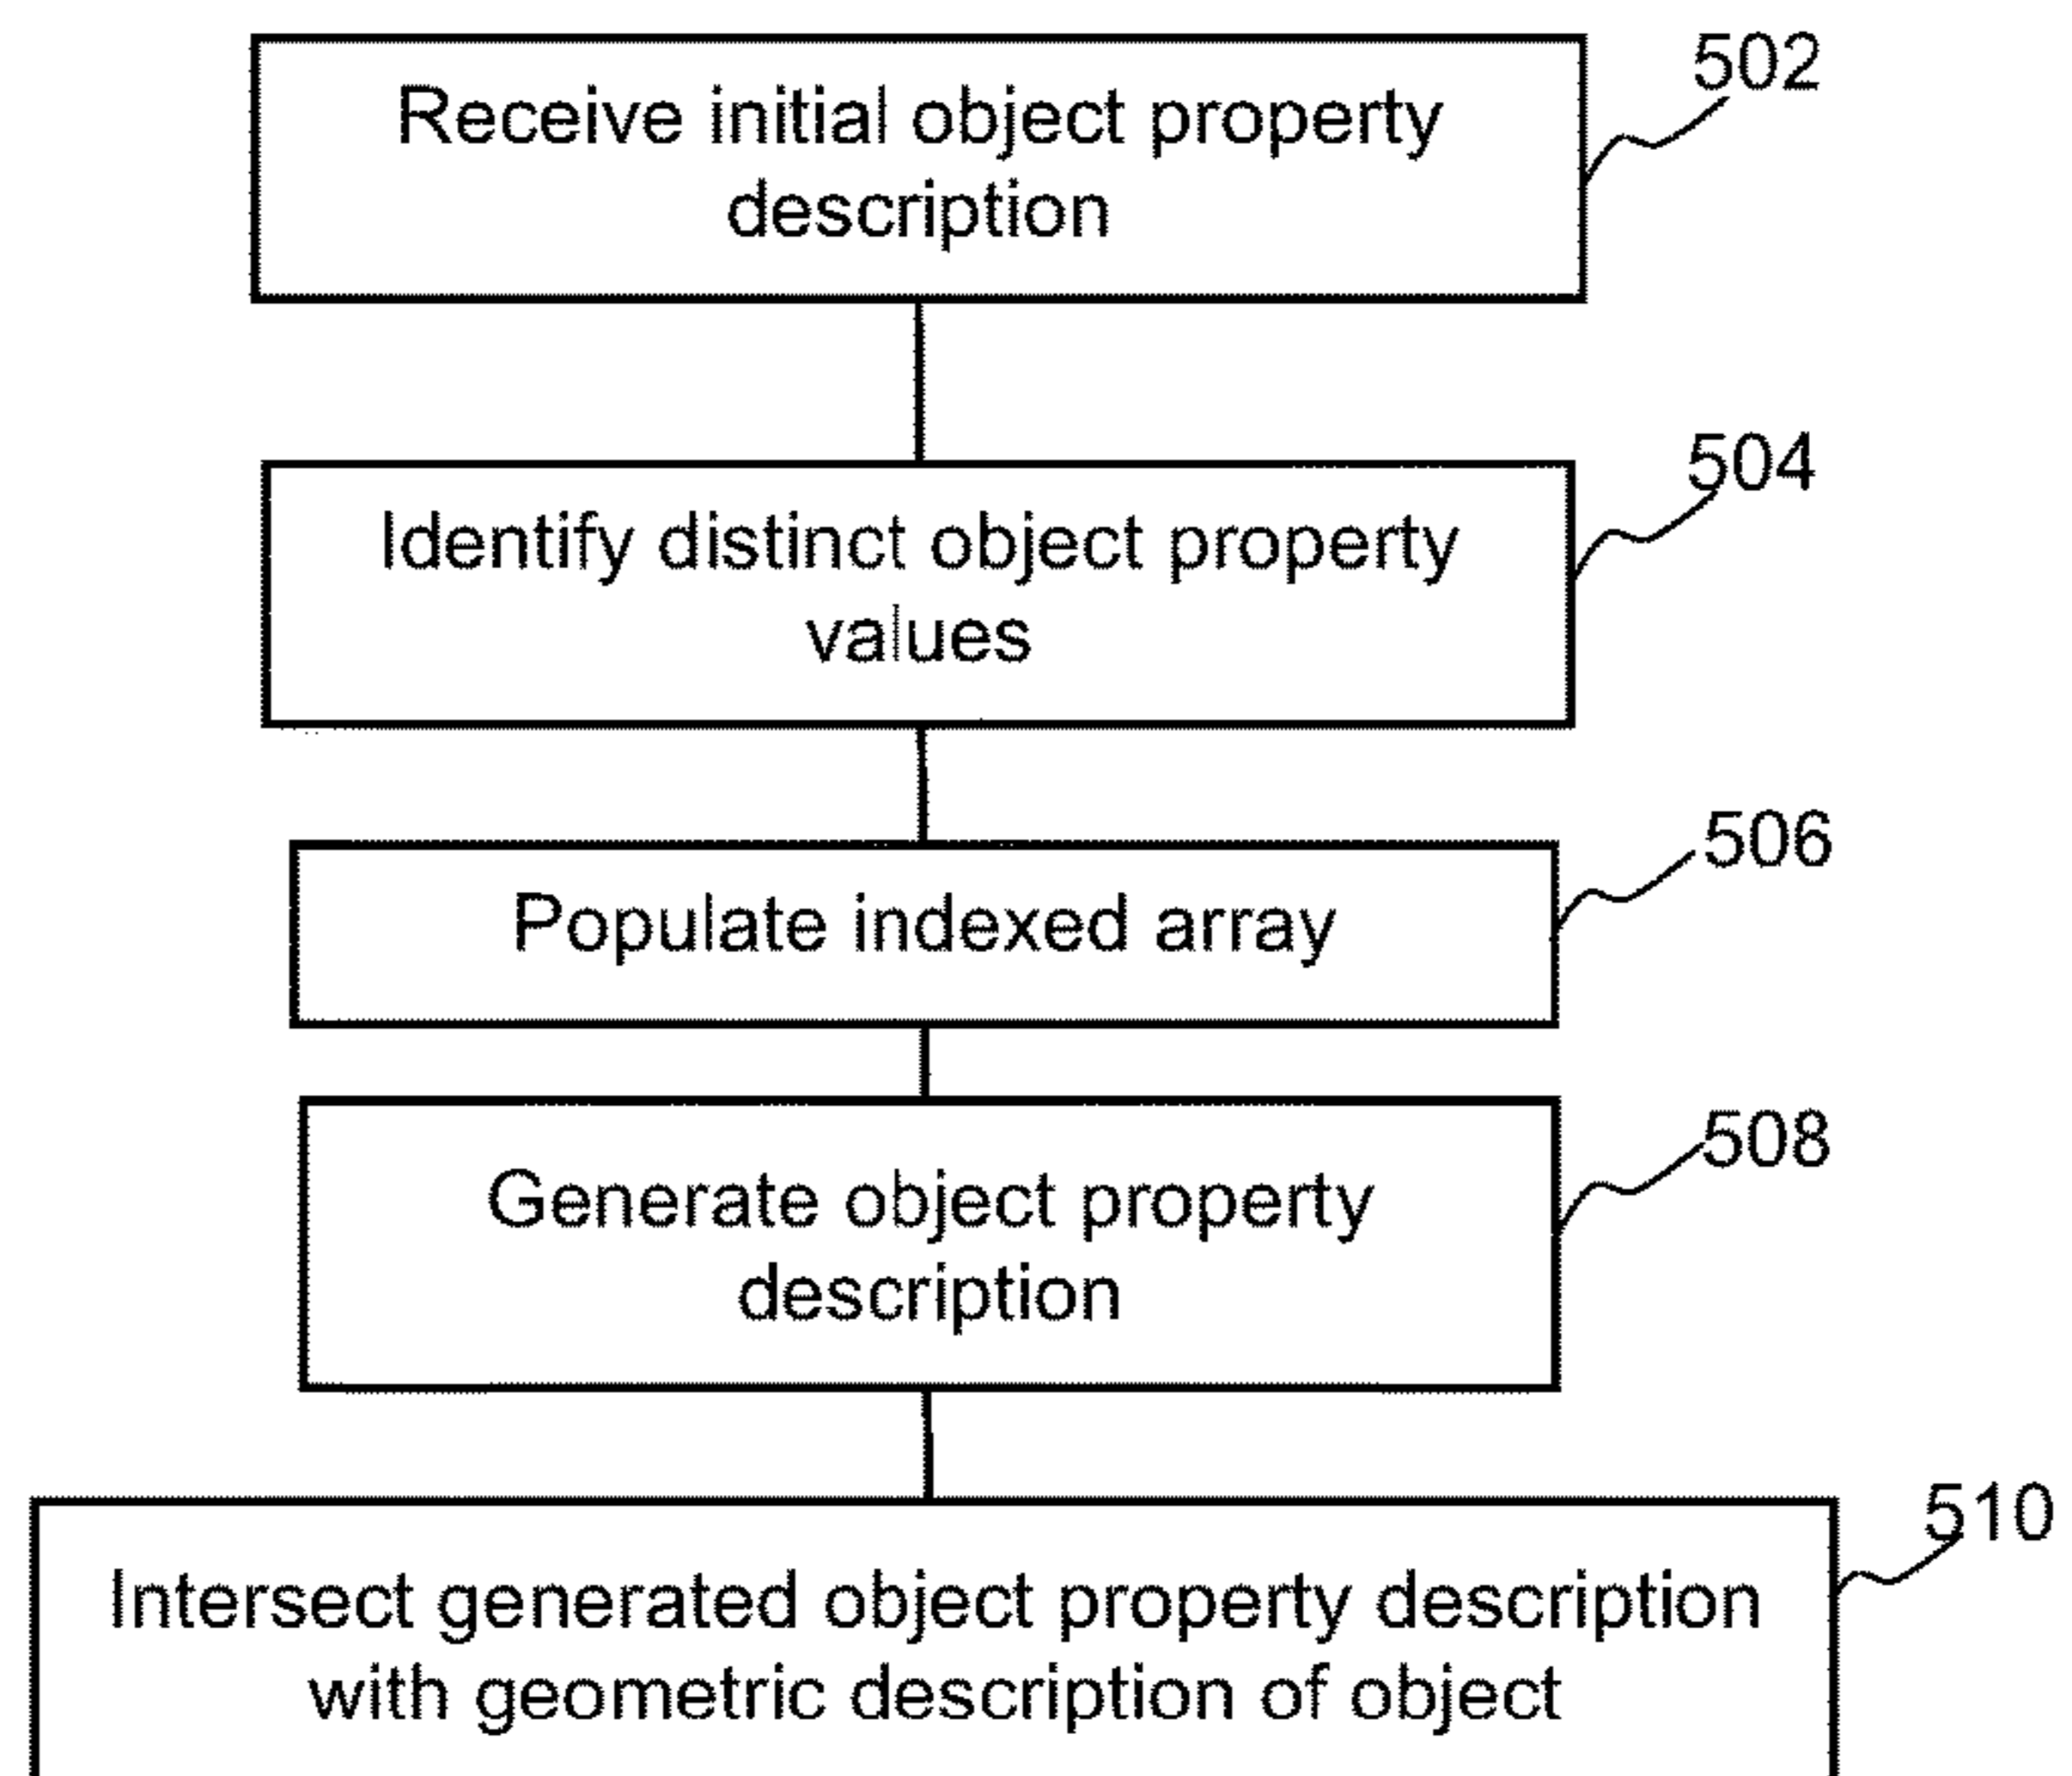 502
Receive initial object property
description
504
Identify distinct object property
values
506
Populate indexed array
508
Generate object property
description
510
Intersect generated object property description
with geometric description of object